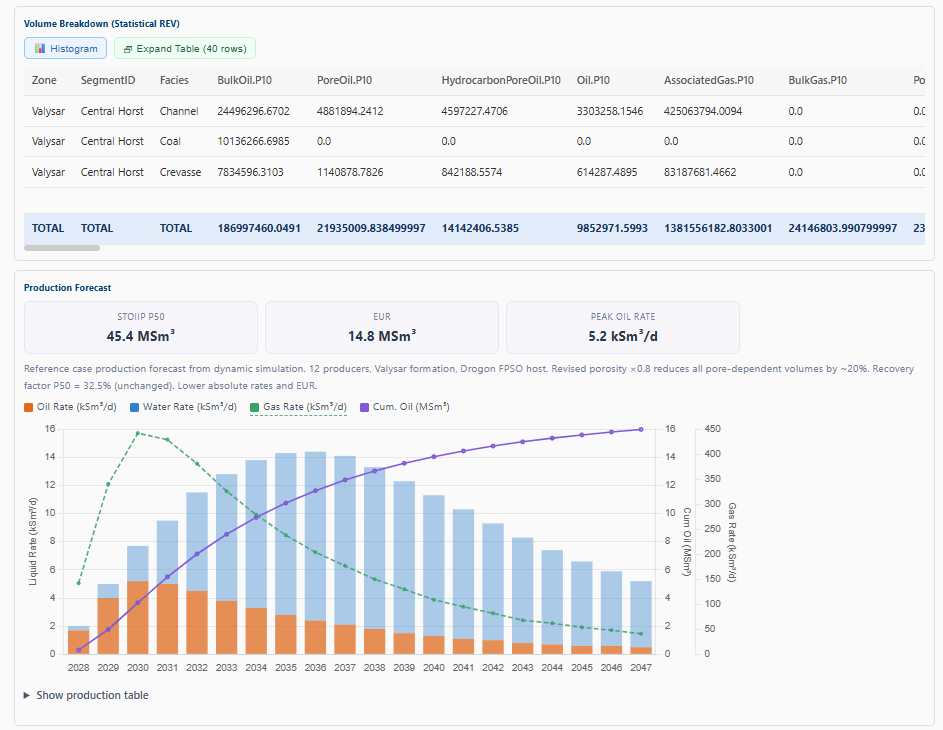 Volume Breakdown (Statistical REV)
Histogram Expand Table (40 rows)
Zone SegmentID Facies BulkOil.P10 PoreOil.P10 HydrocarbonPoreOil.P10 Oil.P10 AssociatedGas.P10 BulkGas.P10 Po
Valysar Central Horst Channel 24496296.6702 4881894.2412 4597227.4706 3303258.1546 425063794.0094 0.0 0.0
Valysar Central Horst Coal 10136266.6985 0.0 0.0 0.0 0.0 0.0 0.0
Valysar Central Horst Crevasse 7834596.3103 1140878.7826 842188.5574 614287.4895 83187681.4662 0.0 0.0
TOTAL TOTAL TOTAL 186997460.0491 21935009.838499997 14142406.5385 9852971.5993 1381556182.8033001 24146803.990799997 23
Production Forecast
STOIIP P50 EUR PEAK OIL RATE
45.4 MSm³ 14.8 MSm³ 5.2 kSm³/d
Reference case production forecast from dynamic simulation. 12 producers, Valysar formation, Drogon FPSO host. Revised porosity ×0.8 reduces all pore-dependent volumes by ~20%. Recovery
factor P50 = 32.5% (unchanged). Lower absolute rates and EUR.
Oil Rate (kSm³/d) Water Rate (kSm³/d) Gas Rate (kSm³/d) Cum. Oil (MSm³)
16 16 450
14 14 400
12 12 350
10 10 300
8 8 250
6 6 200
4 4 150
2 2 100
0 0 50
0
Liquid Rate (kSm³/d)
Cum Oil (MSm³)
Gas Rate (kSm³/d)
2028 2029 2030 2031 2032 2033 2034 2035 2036 2037 2038 2039 2040 2041 2042 2043 2044 2045 2046 2047
Show production table